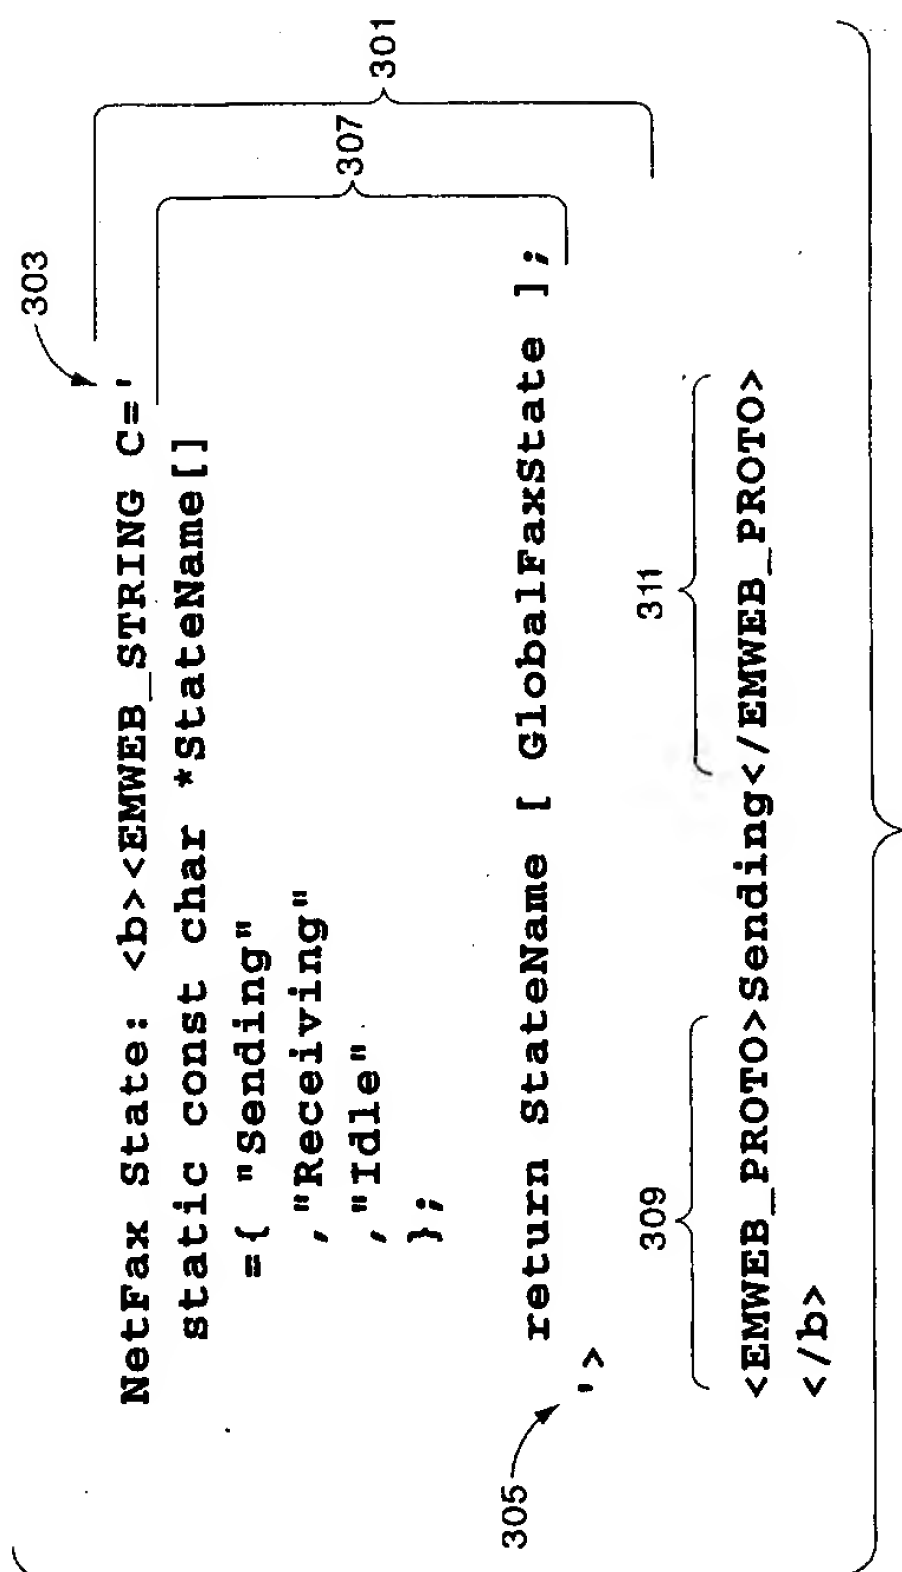 303
301
307
NetFax State: <b><EMWEB_STRING C='
static const char *StateName[]
={ "Sending"
, "Receiving"
, "Idle"
};
return StateName [ GlobalFaxState ];
305
'>
309
311
<EMWEB_PROTO>Sending</EMWEB_PROTO>
</b>